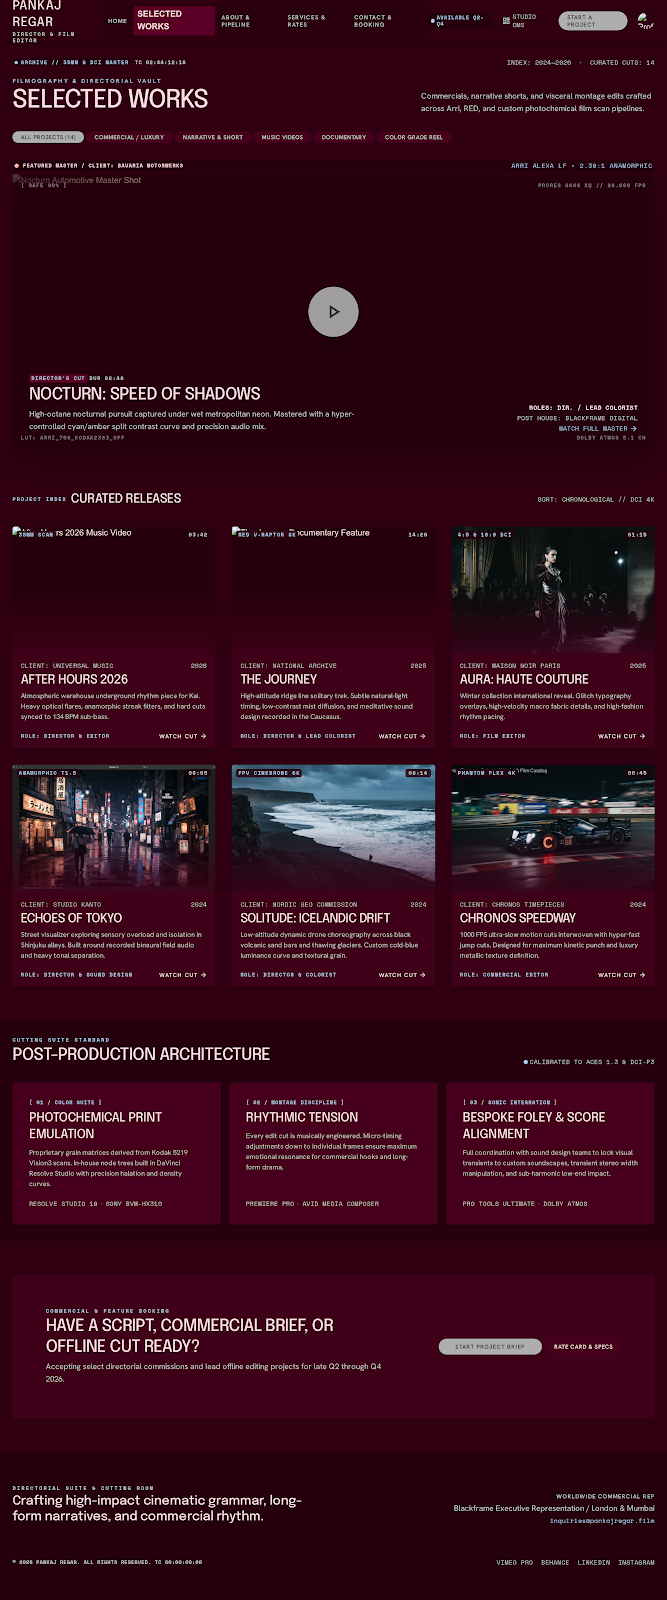 PANKAJ
REGAR
DIRECTOR & FILM
EDITOR
HOME
SELECTED
WORKS
ABOUT &
PIPELINE
SERVICES &
RATES
CONTACT &
BOOKING
AVAILABLE Q2-
Q4
STUDIO
CMS
START A
PROJECT
ARCHIVE // 35MM & DCI MASTER TC 02:44:12:18
INDEX: 2024—2026 • CURATED CUTS: 14
FILMOGRAPHY & DIRECTORIAL VAULT
SELECTED WORKS
Commercials, narrative shorts, and visceral montage edits crafted
across Arri, RED, and custom photochemical film scan pipelines.
ALL PROJECTS (14)
COMMERCIAL / LUXURY
NARRATIVE & SHORT
MUSIC VIDEOS
DOCUMENTARY
COLOR GRADE REEL
FEATURED MASTER / CLIENT: BAVARIA MOTORWERKS
ARRI ALEXA LF • 2.39:1 ANAMORPHIC
Nocturn Automotive Master Shot
[ SAFE 90% ]
PRORES 4444 XQ // 24.000 FPS
DIRECTOR'S CUT DUR 02:48
NOCTURN: SPEED OF SHADOWS
High-octane nocturnal pursuit captured under wet metropolitan neon. Mastered with a hyper-
controlled cyan/amber split contrast curve and precision audio mix.
ROLES: DIR. / LEAD COLORIST
POST HOUSE: BLACKFRAME DIGITAL
WATCH FULL MASTER →
LUT: ARRI_709_KODAK2383_OFF
DOLBY ATMOS 5.1 CH
PROJECT INDEX CURATED RELEASES
SORT: CHRONOLOGICAL // DCI 4K
After Hours 2026 Music Video
35MM SCAN
03:42
CLIENT: UNIVERSAL MUSIC
2026
AFTER HOURS 2026
Atmospheric warehouse underground rhythm piece for Kai.
Heavy optical flares, anamorphic streak filters, and hard cuts
synced to 134 BPM sub-bass.
ROLE: DIRECTOR & EDITOR
WATCH CUT →
Documentary Feature
RED V-RAPTOR 8K
14:20
CLIENT: NATIONAL ARCHIVE
2025
THE JOURNEY
High-altitude ridge line solitary trek. Subtle natural-light
timing, low-contrast mist diffusion, and meditative sound
design recorded in the Caucasus.
ROLE: DIRECTOR & LEAD COLORIST
WATCH CUT →
4:5 & 16:9 DCI
01:15
CLIENT: MAISON NOIR PARIS
2025
AURA: HAUTE COUTURE
Winter collection international reveal. Glitch typography
overlays, high-velocity macro fabric details, and high-fashion
rhythm pacing.
ROLE: FILM EDITOR
WATCH CUT →
ANAMORPHIC T1.5
06:05
CLIENT: STUDIO KANTO
2024
ECHOES OF TOKYO
Street visualizer exploring sensory overload and isolation in
Shinjuku alleys. Built around recorded binaural field audio
and heavy tonal separation.
ROLE: DIRECTOR & SOUND DESIGN
WATCH CUT →
FPV CINEDRONE 6K
08:14
CLIENT: NORDIC GEO COMMISSION
2024
SOLITUDE: ICELANDIC DRIFT
Low-altitude dynamic drone choreography across black
volcanic sand bars and thawing glaciers. Custom cold-blue
luminance curve and textural grain.
ROLE: DIRECTOR & COLORIST
WATCH CUT →
Film Catalog
PHANTOM FLEX 4K
00:45
CLIENT: CHRONOS TIMEPIECES
2024
CHRONOS SPEEDWAY
1000 FPS ultra-slow motion cuts interwoven with hyper-fast
jump cuts. Designed for maximum kinetic punch and luxury
metallic texture definition.
ROLE: COMMERCIAL EDITOR
WATCH CUT →
CUTTING SUITE STANDARD
POST-PRODUCTION ARCHITECTURE
CALIBRATED TO ACES 1.3 & DCI-P3
[ 01 / COLOR SUITE ]
PHOTOCHEMICAL PRINT
EMULATION
Proprietary grain matrices derived from Kodak 5219
Vision3 scans. In-house node trees built in DaVinci
Resolve Studio with precision halation and density
curves.
RESOLVE STUDIO 19 · SONY BVM-HX310
[ 02 / MONTAGE DISCIPLINE ]
RHYTHMIC TENSION
Every edit cut is musically engineered. Micro-timing
adjustments down to individual frames ensure maximum
emotional resonance for commercial hooks and long-
form drama.
PREMIERE PRO · AVID MEDIA COMPOSER
[ 03 / SONIC INTEGRATION ]
BESPOKE FOLEY & SCORE
ALIGNMENT
Full coordination with sound design teams to lock visual
transients to custom soundscapes, transient stereo width
manipulation, and sub-harmonic low-end impact.
PRO TOOLS ULTIMATE · DOLBY ATMOS
COMMERCIAL & FEATURE BOOKING
HAVE A SCRIPT, COMMERCIAL BRIEF, OR
OFFLINE CUT READY?
Accepting select directorial commissions and lead offline editing projects for late Q2 through Q4
2026.
START PROJECT BRIEF
RATE CARD & SPECS
DIRECTORIAL SUITE & CUTTING ROOM
Crafting high-impact cinematic grammar, long-
form narratives, and commercial rhythm.
WORLDWIDE COMMERCIAL REP
Blackframe Executive Representation / London & Mumbai
inquiries@pankajregar.film
© 2026 PANKAJ REGAR. ALL RIGHTS RESERVED. TC 00:00:00:00
VIMEO PRO
BEHANCE
LINKEDIN
INSTAGRAM